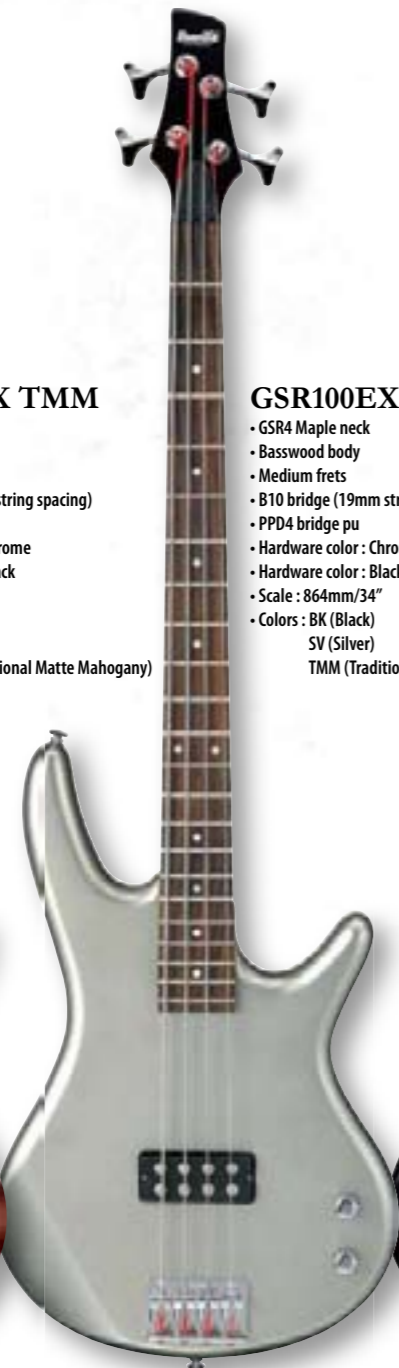 X TMM
string spacing)
rome
ack
ional Matte Mahogany)
GSR100EX
• GSR4 Maple neck
• Basswood body
• Medium frets
• B10 bridge (19mm str
• PPD4 bridge pu
• Hardware color : Chro
• Hardware color : Black
• Scale : 864mm/34”
• Colors : BK (Black)
SV (Silver)
TMM (Traditio